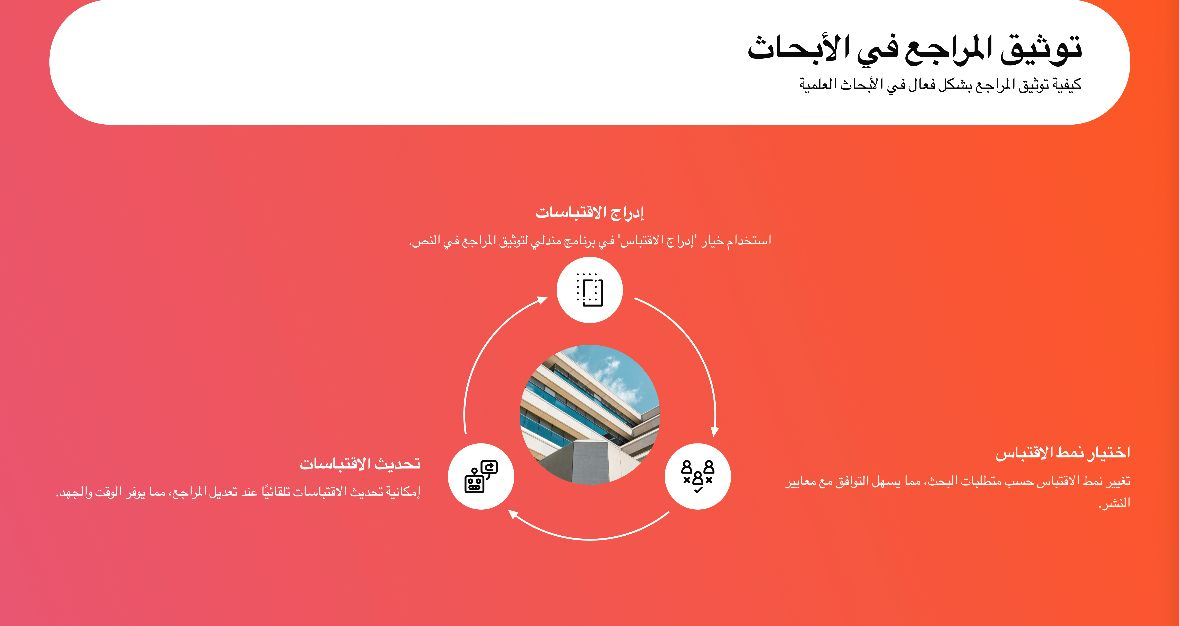 توثيق المراجع في الأبحاث
كيفية توثيق المراجع بشكل فعال في الأبحاث العلمية
إدراج الاقتباسات
استخدام خيار "إدراج الاقتباس" في برنامج مندلي لتوثيق المراجع في النص.
اختيار نمط الاقتباس
تغيير نمط الاقتباس حسب متطلبات البحث، مما يسهل التوافق مع معايير
النشر.
تحديث الاقتباسات
إمكانية تحديث الاقتباسات تلقائيًا عند تعديل المراجع، مما يوفر الوقت والجهد.